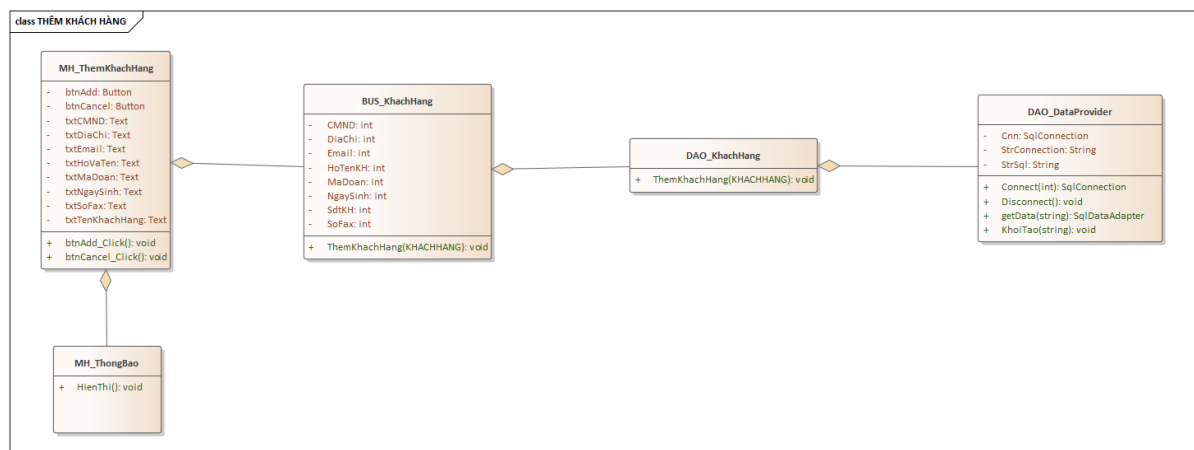 class THÊM KHÁCH HÀNG
MH_ThemKhachHang
- btnAdd: Button
- btnCancel: Button
- txtCMND: Text
- txtDiaChi: Text
- txtEmail: Text
- txtHoVaTen: Text
- txtMaDoan: Text
- txtNgaySinh: Text
- txtSoFax: Text
- txtTenKhachHang: Text
+ btnAdd_Click(): void
+ btnCancel_Click(): void
BUS_KhachHang
- CMND: int
- DiaChi: int
- Email: int
- HoTenKH: int
- MaDoan: int
- NgaySinh: int
- SdtKH: int
- SoFax: int
+ ThemKhachHang(KHACHHANG): void
DAO_KhachHang
+ ThemKhachHang(KHACHHANG): void
DAO_DataProvider
- Cnn: SqlConnection
- StrConnection: String
- StrSql: String
+ Connect(int): SqlConnection
+ Disconnect(): void
+ getData(string): SqlDataAdapter
+ KhoiTao(string): void
MH_ThongBao
+ HienThi(): void